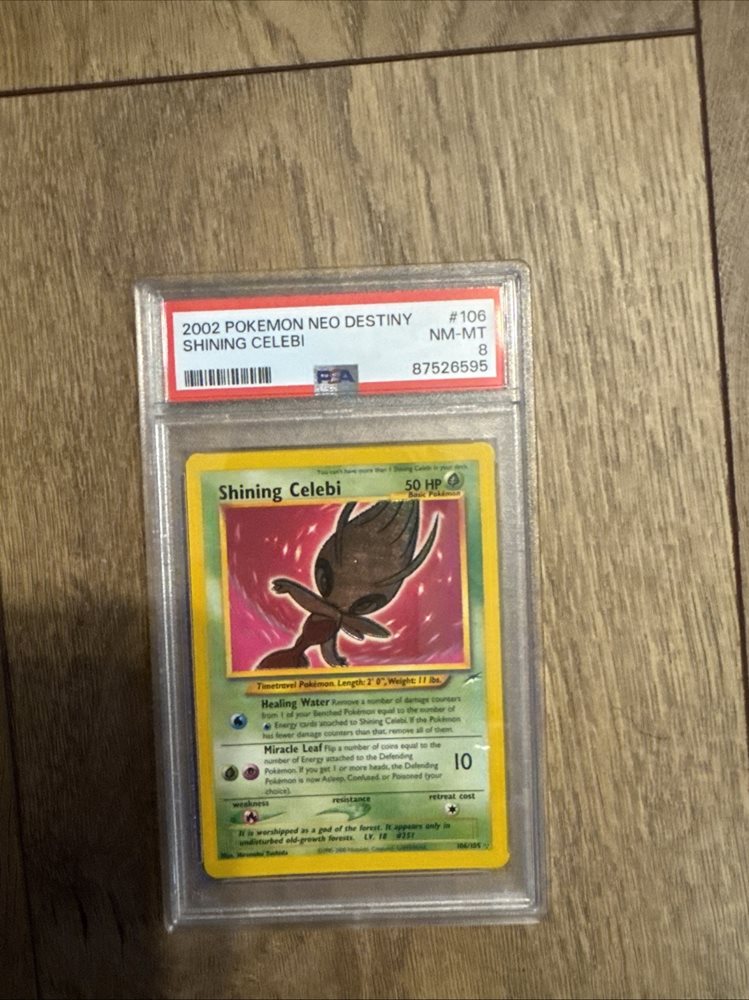 2002 POKEMON NEO DESTINY #106
SHINING CELEBI NM-MT
8
PSA 87526595
You can't have more than 1 Shining Celebi in your deck.
Shining Celebi 50 HP
Basic Pokémon
Timetravel Pokémon. Length: 2' 0", Weight: 11 lbs.
Healing Water Remove a number of damage counters
from 1 of your Benched Pokémon equal to the number of
Energy cards attached to Shining Celebi. If the Pokémon
has fewer damage counters than that, remove all of them.
Miracle Leaf Flip a number of coins equal to the
number of Energy attached to the Defending
Pokémon. If you get 1 or more heads, the Defending
Pokémon is now Asleep, Confused, or Poisoned (your
choice).
10
weakness resistance retreat cost
It is worshipped as a god of the forest. It appears only in
undisturbed old-growth forests. LV. 18 #251
Illus. Hironobu Yoshida 106/105